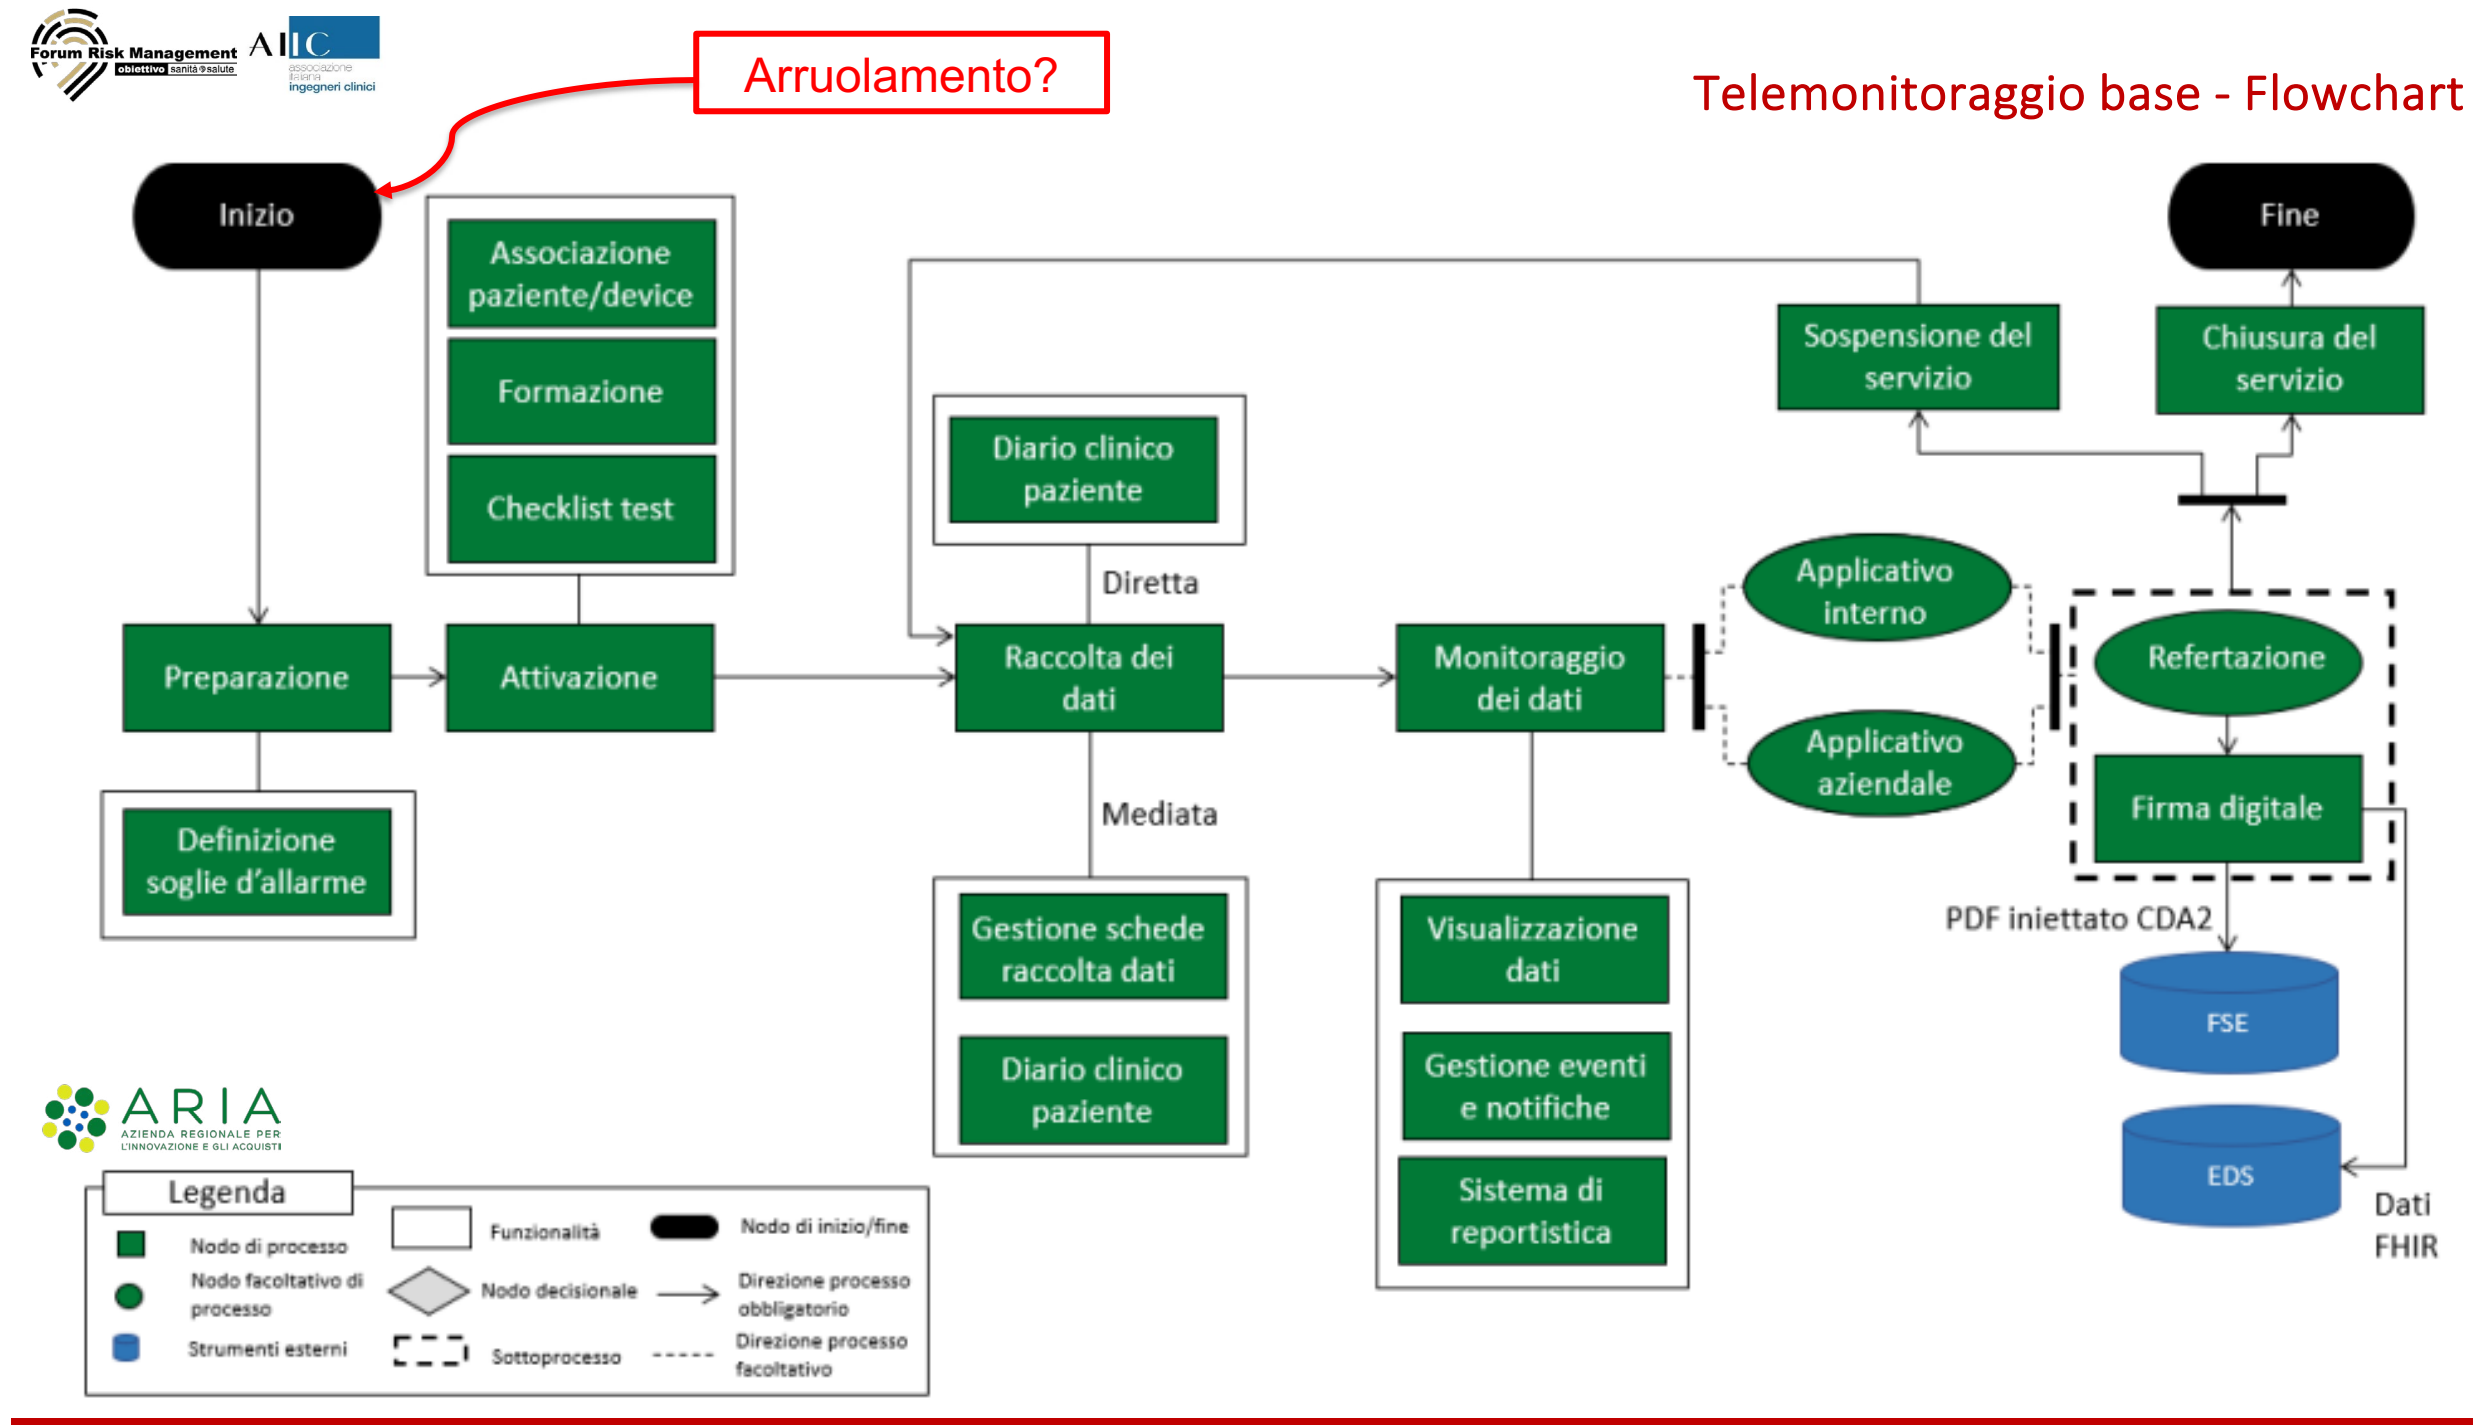 Forum Risk Management
obiettivo sanità salute
AIIC
associazione
italiana
ingegneri clinici
Arruolamento?
Telemonitoraggio base - Flowchart
Inizio
Fine
Associazione
paziente/device
Formazione
Checklist test
Sospensione del
servizio
Chiusura del
servizio
Diario clinico
paziente
Diretta
Applicativo
interno
Preparazione
Attivazione
Raccolta dei
dati
Monitoraggio
dei dati
Refertazione
Applicativo
aziendale
Firma digitale
Mediata
Definizione
soglie d'allarme
PDF iniettato CDA2
Gestione schede
raccolta dati
Visualizzazione
dati
FSE
Diario clinico
paziente
Gestione eventi
e notifiche
EDS
Sistema di
reportistica
Dati
FHIR
ARIA
AZIENDA REGIONALE PER
L'INNOVAZIONE E GLI ACQUISTI
Legenda
Nodo di processo
Funzionalità
Nodo di inizio/fine
Nodo facoltativo di
processo
Nodo decisionale
Direzione processo
obbligatorio
Strumenti esterni
Sottoprocesso
Direzione processo
facoltativo